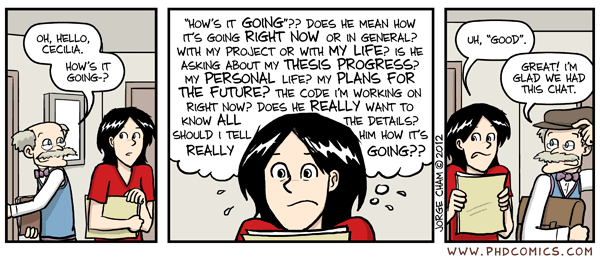 OH, HELLO,
CECILIA.
HOW'S IT
GOING-?
"HOW'S IT GOING"?? DOES HE MEAN HOW
IT'S GOING RIGHT NOW OR IN GENERAL?
WITH MY PROJECT OR WITH MY LIFE? IS HE
ASKING ABOUT MY THESIS PROGRESS?
MY PERSONAL LIFE? MY PLANS FOR
THE FUTURE? THE CODE I'M WORKING ON
RIGHT NOW? DOES HE REALLY WANT TO
KNOW ALL THE DETAILS?
SHOULD I TELL HIM HOW IT'S
REALLY GOING??
JORGE CHAM © 2012
UH, "GOOD".
GREAT! I'M
GLAD WE HAD
THIS CHAT.
WWW.PHDCOMICS.COM